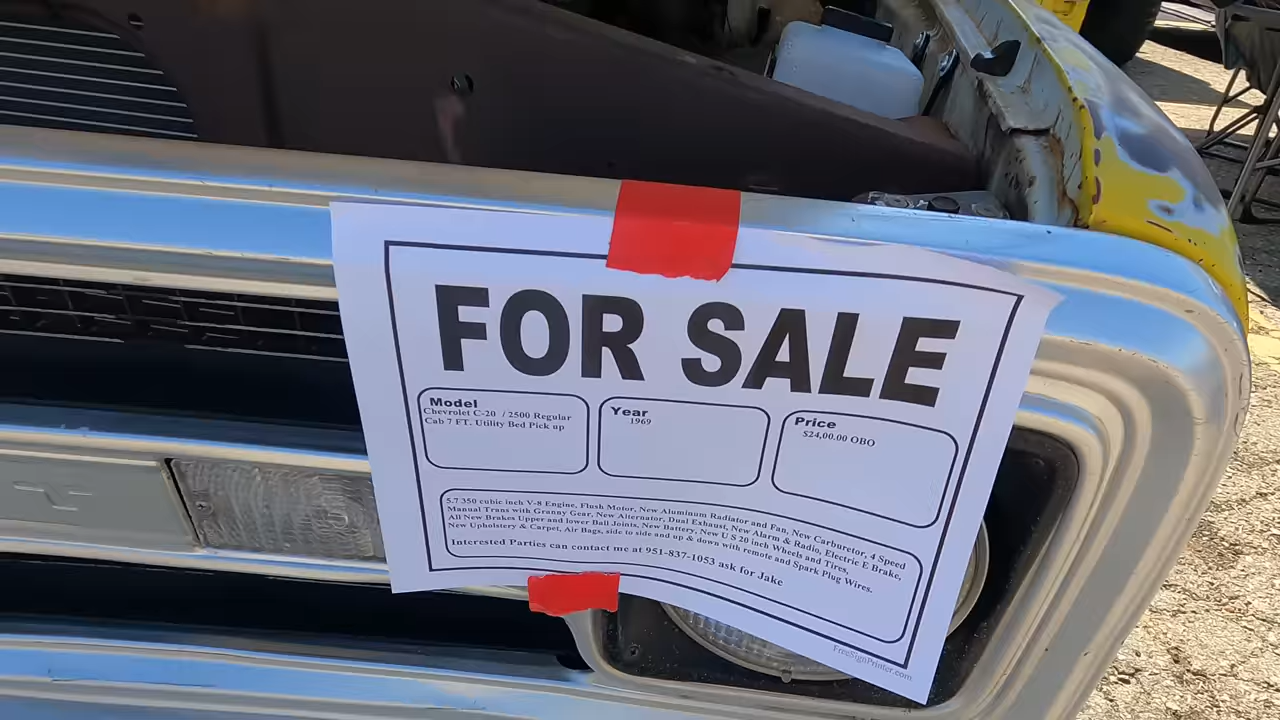 FOR SALE
Model
Chevrolet C-20 / 2500 Regular
Cab 7 FT. Utility Bed Pick up
Year
1969
Price
$24,00.00 OBO
5.7 350 cubic inch V-8 Engine, Flush Motor, New Aluminum Radiator and Fan, New Carburetor, 4 Speed
Manual Trans with Granny Gear, New Alternator, Dual Exhaust, New Alarm & Radio, Electric E Brake,
All New Brakes Upper and lower Ball Joints, New Battery, New U S 20 inch Wheels and Tires,
New Upholstery & Carpet, Air Bags, side to side and up & down with remote and Spark Plug Wires.
Interested Parties can contact me at 951-837-1053 ask for Jake
FreeSignPrinter.com